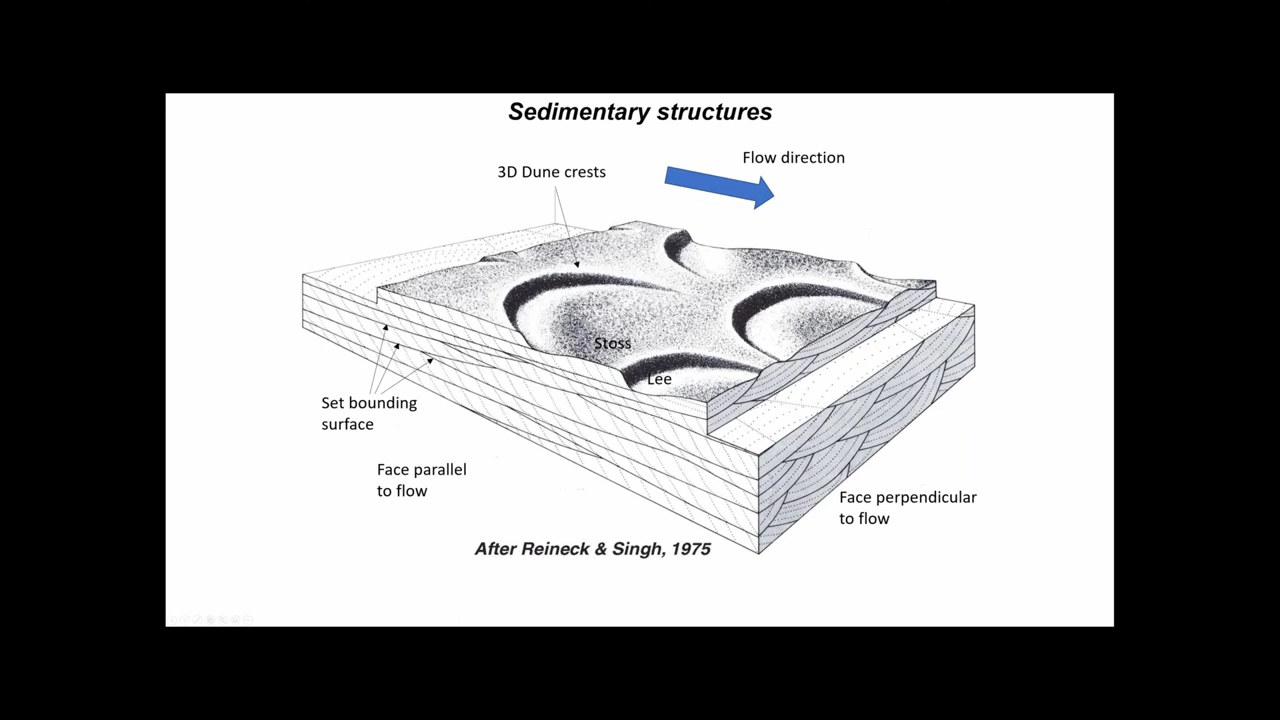 Sedimentary structures
Flow direction
3D Dune crests
Stoss
Lee
Set bounding
surface
Face parallel
to flow
Face perpendicular
to flow
After Reineck & Singh, 1975